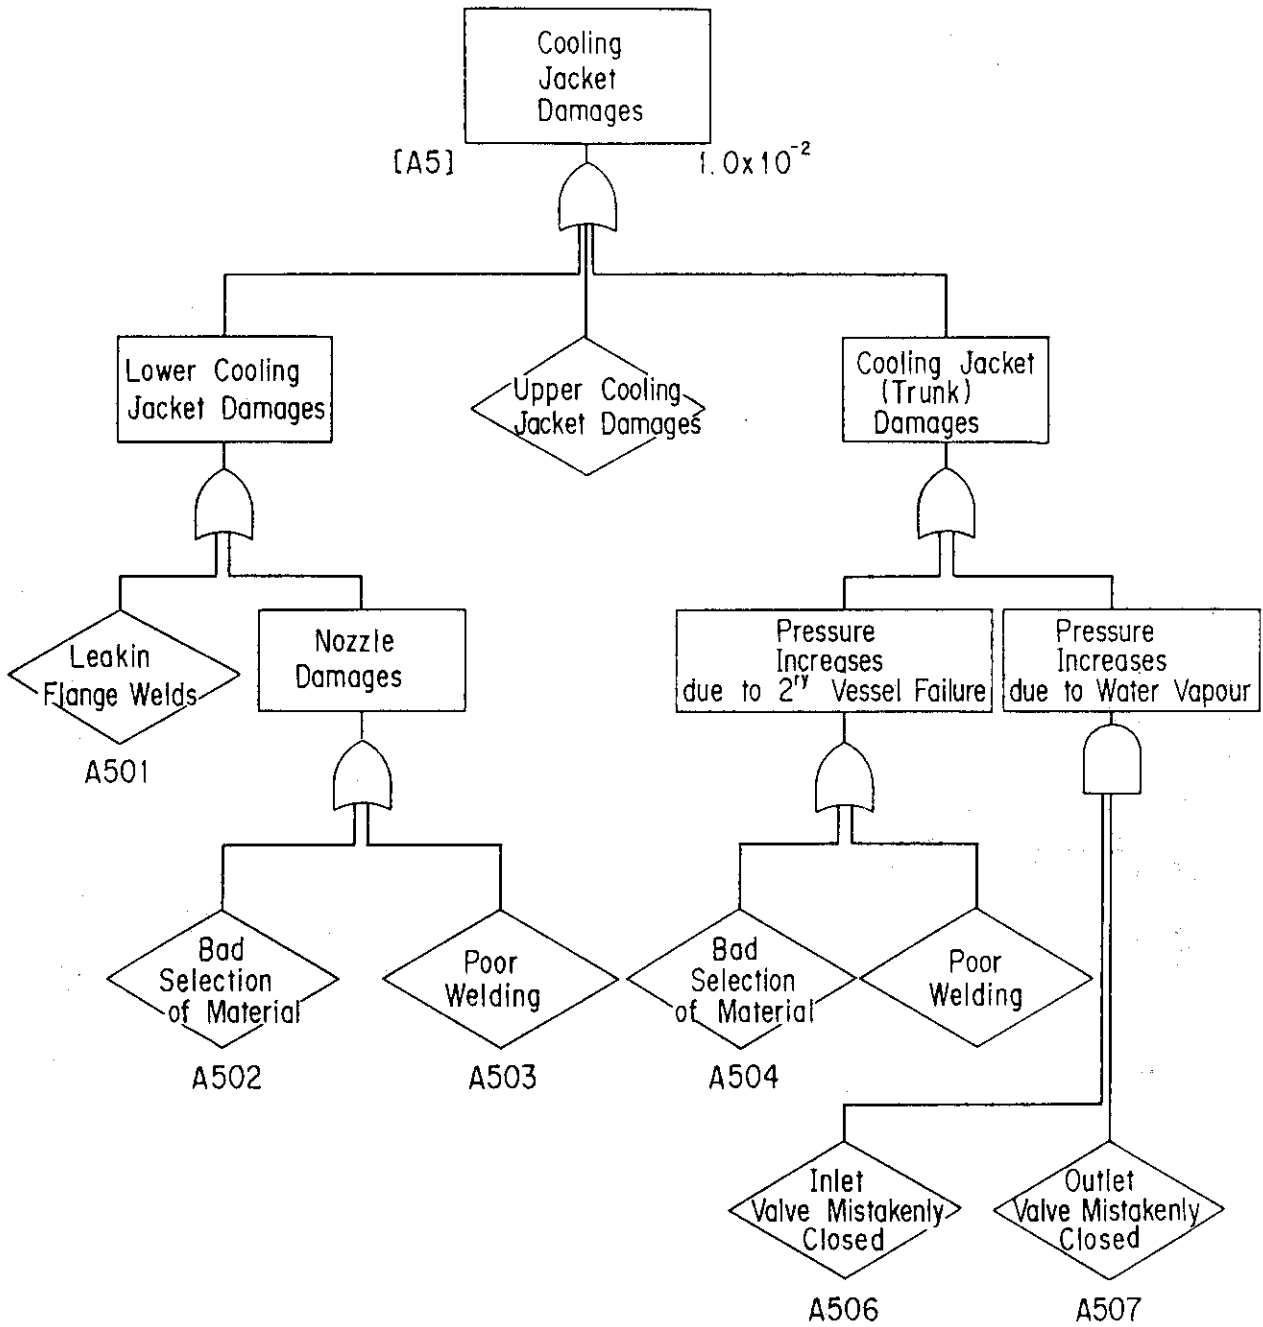 Cooling
Jacket
Damages
[A5]
1.0x10⁻²
Lower Cooling
Jacket Damages
Upper Cooling
Jacket Damages
Cooling Jacket
(Trunk)
Damages
Leakin
Flange Welds
A501
Nozzle
Damages
Pressure
Increases
due to 2ʳʸ Vessel Failure
Pressure
Increases
due to Water Vapour
Bad
Selection
of Material
A502
Poor
Welding
A503
Bad
Selection
of Material
A504
Poor
Welding
Inlet
Valve Mistakenly
Closed
A506
Outlet
Valve Mistakenly
Closed
A507